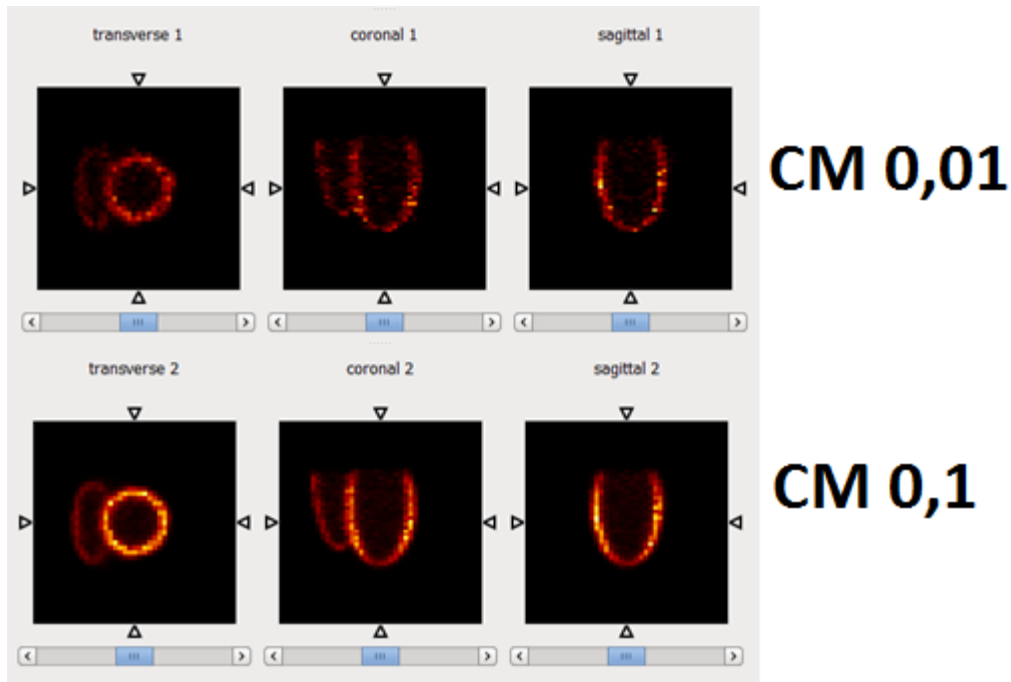 transverse 1
coronal 1
sagittal 1
CM 0,01
transverse 2
coronal 2
sagittal 2
CM 0,1